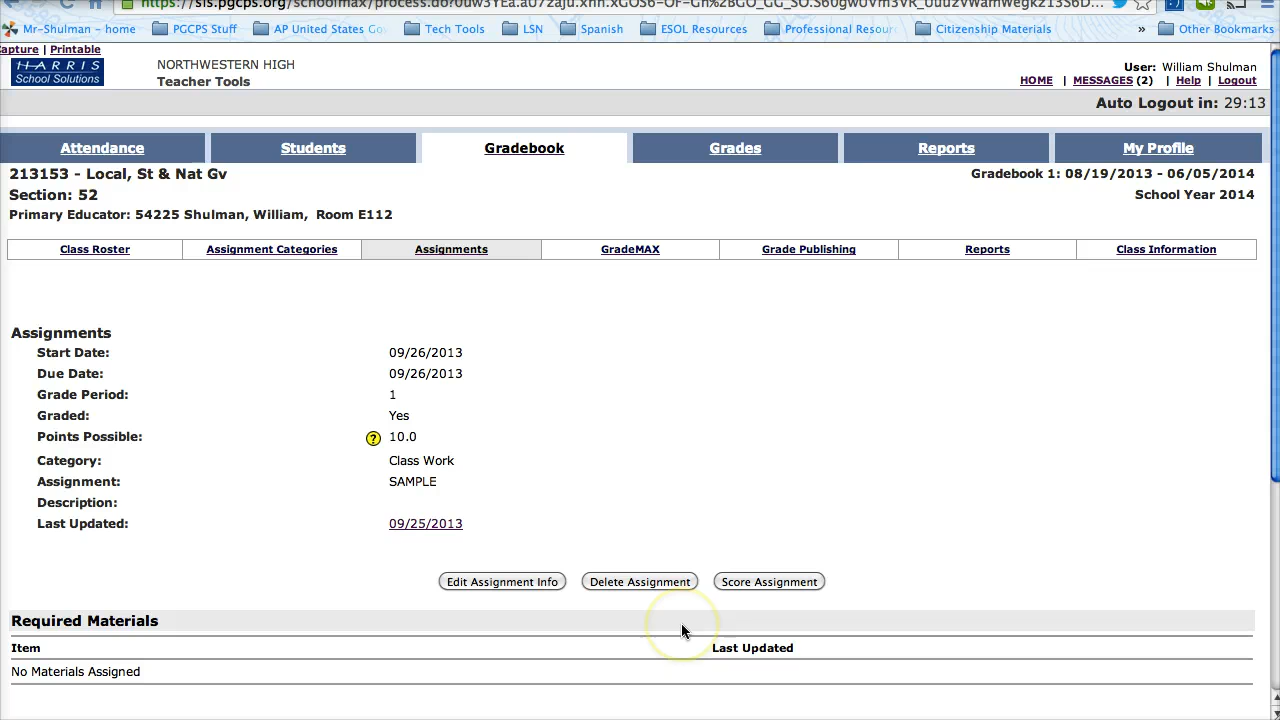 Mr-Shulman - home PGCPS Stuff AP United States Go Tech Tools LSN Spanish ESOL Resources Professional Resour Citizenship Materials » Other Bookmarks
apture | Printable
HARRIS
School Solutions
NORTHWESTERN HIGH
Teacher Tools
User: William Shulman
HOME | MESSAGES (2) | Help | Logout
Auto Logout in: 29:13
Attendance Students Gradebook Grades Reports My Profile
213153 - Local, St & Nat Gv
Gradebook 1: 08/19/2013 - 06/05/2014
Section: 52
School Year 2014
Primary Educator: 54225 Shulman, William, Room E112
Class Roster Assignment Categories Assignments GradeMAX Grade Publishing Reports Class Information
Assignments
Start Date: 09/26/2013
Due Date: 09/26/2013
Grade Period: 1
Graded: Yes
Points Possible: ? 10.0
Category: Class Work
Assignment: SAMPLE
Description:
Last Updated: 09/25/2013
Edit Assignment Info Delete Assignment Score Assignment
Required Materials
Item Last Updated
No Materials Assigned